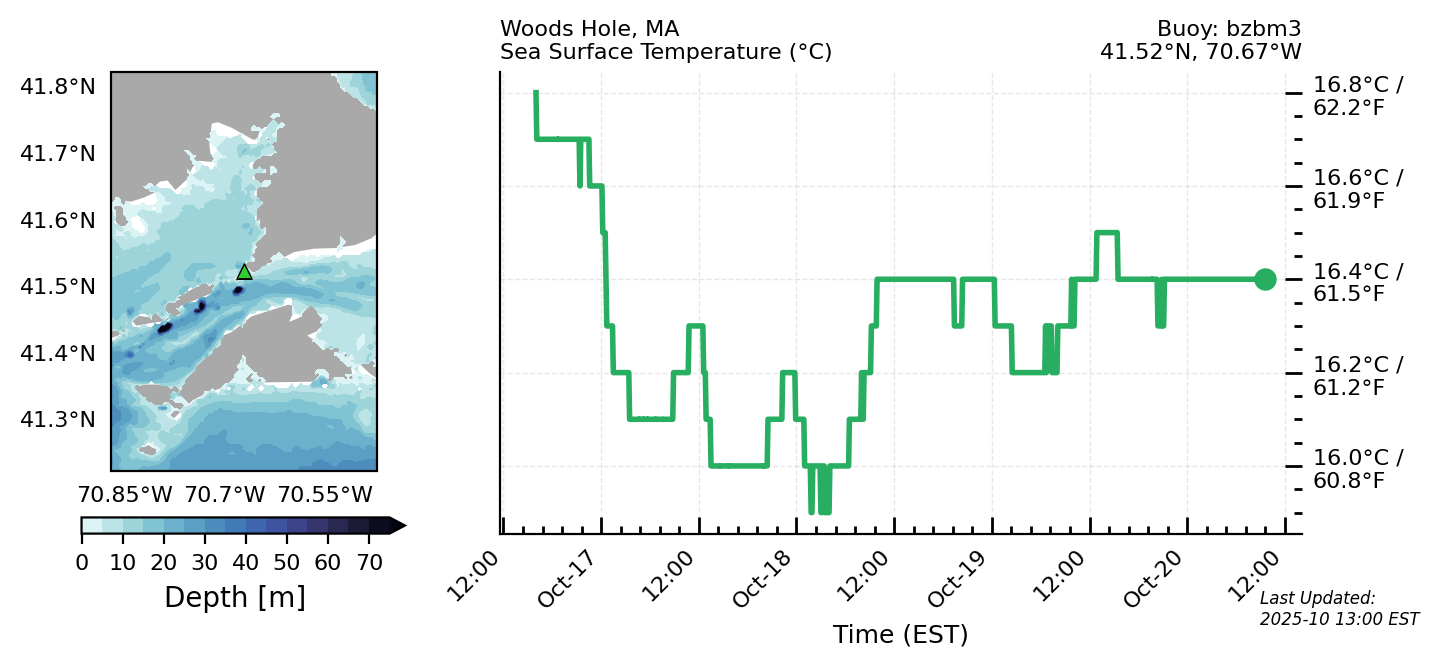 Woods Hole, MA
Sea Surface Temperature (°C)
Buoy: bzbm3
41.52°N, 70.67°W
41.8°N
41.7°N
41.6°N
41.5°N
41.4°N
41.3°N
70.85°W 70.7°W 70.55°W
0 10 20 30 40 50 60 70
Depth [m]
16.8°C /
62.2°F
16.6°C /
61.9°F
16.4°C /
61.5°F
16.2°C /
61.2°F
16.0°C /
60.8°F
12:00 Oct-17 12:00 Oct-18 12:00 Oct-19 12:00 Oct-20 12:00
Time (EST)
Last Updated:
2025-10 13:00 EST